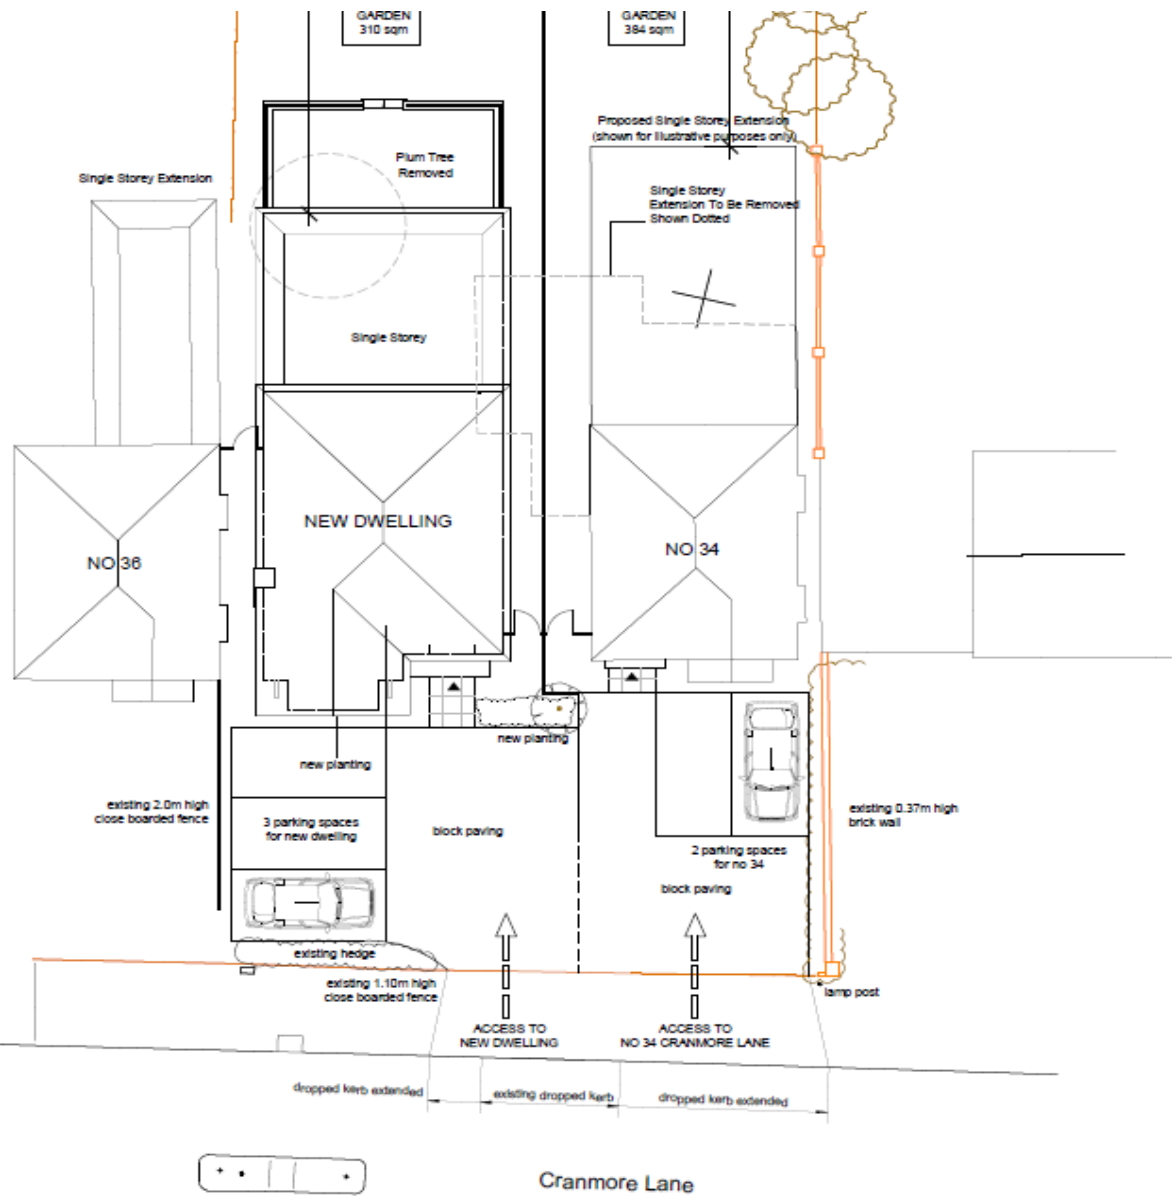 GARDEN
310 sqm
GARDEN
384 sqm
Proposed Single Storey Extension
(shown for illustrative purposes only)
Plum Tree
Removed
Single Storey Extension
Single Storey
Extension To Be Removed
Shown Dotted
Single Storey
NEW DWELLING
NO 36
NO 34
new planting
new planting
existing 2.0m high
close boarded fence
3 parking spaces
for new dwelling
block paving
existing 0.37m high
brick wall
2 parking spaces
for no 34
block paving
existing hedge
existing 1.10m high
close boarded fence
lamp post
ACCESS TO
NEW DWELLING
ACCESS TO
NO 34 CRANMORE LANE
dropped kerb extended
existing dropped kerb
dropped kerb extended
Cranmore Lane